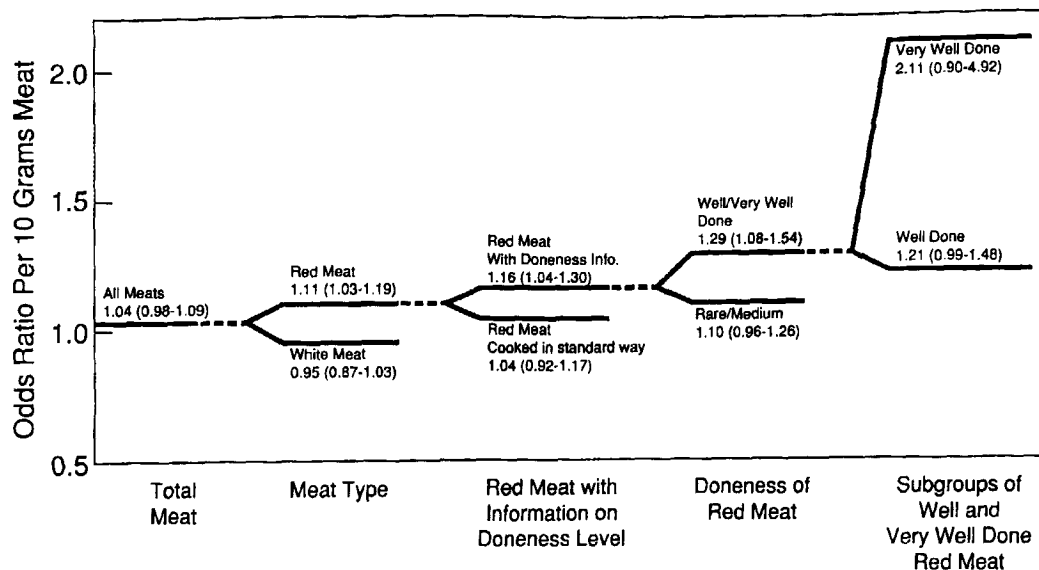 Odds Ratio Per 10 Grams Meat
2.0
1.5
1.0
0.5
All Meats
1.04 (0.98-1.09)
Red Meat
1.11 (1.03-1.19)
White Meat
0.95 (0.87-1.03)
Red Meat
With Doneness Info.
1.16 (1.04-1.30)
Red Meat
Cooked in standard way
1.04 (0.92-1.17)
Well/Very Well
Done
1.29 (1.08-1.54)
Rare/Medium
1.10 (0.96-1.26)
Very Well Done
2.11 (0.90-4.92)
Well Done
1.21 (0.99-1.48)
Total
Meat
Meat Type
Red Meat with
Information on
Doneness Level
Doneness of
Red Meat
Subgroups of
Well and
Very Well Done
Red Meat